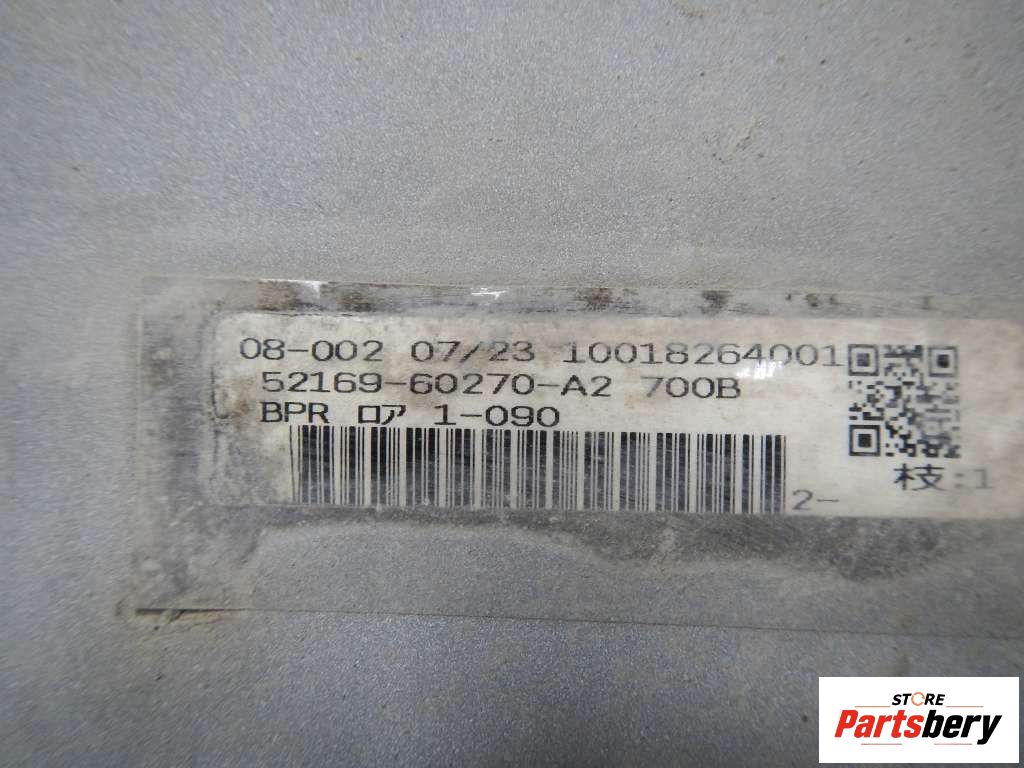 08-002 07/23 10018264001
52169-60270-A2 700B
BPR ロア 1-090
2-
枝:1
STORE
Partsbery